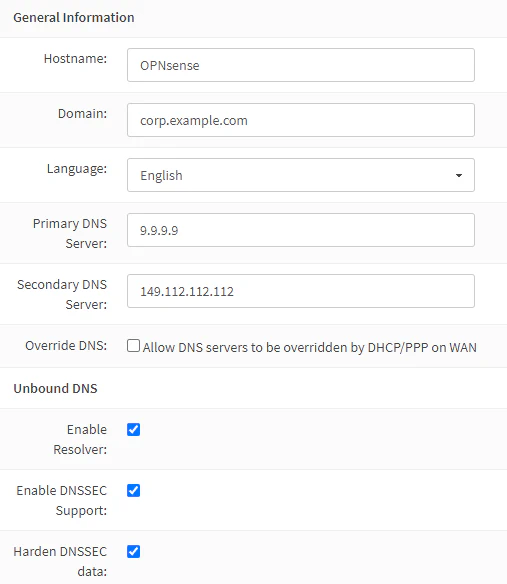 General Information
Hostname:
OPNsense
Domain:
corp.example.com
Language:
English
Primary DNS
Server:
9.9.9.9
Secondary DNS
Server:
149.112.112.112
Override DNS:
Allow DNS servers to be overridden by DHCP/PPP on WAN
Unbound DNS
Enable
Resolver:
Enable DNSSEC
Support:
Harden DNSSEC
data: